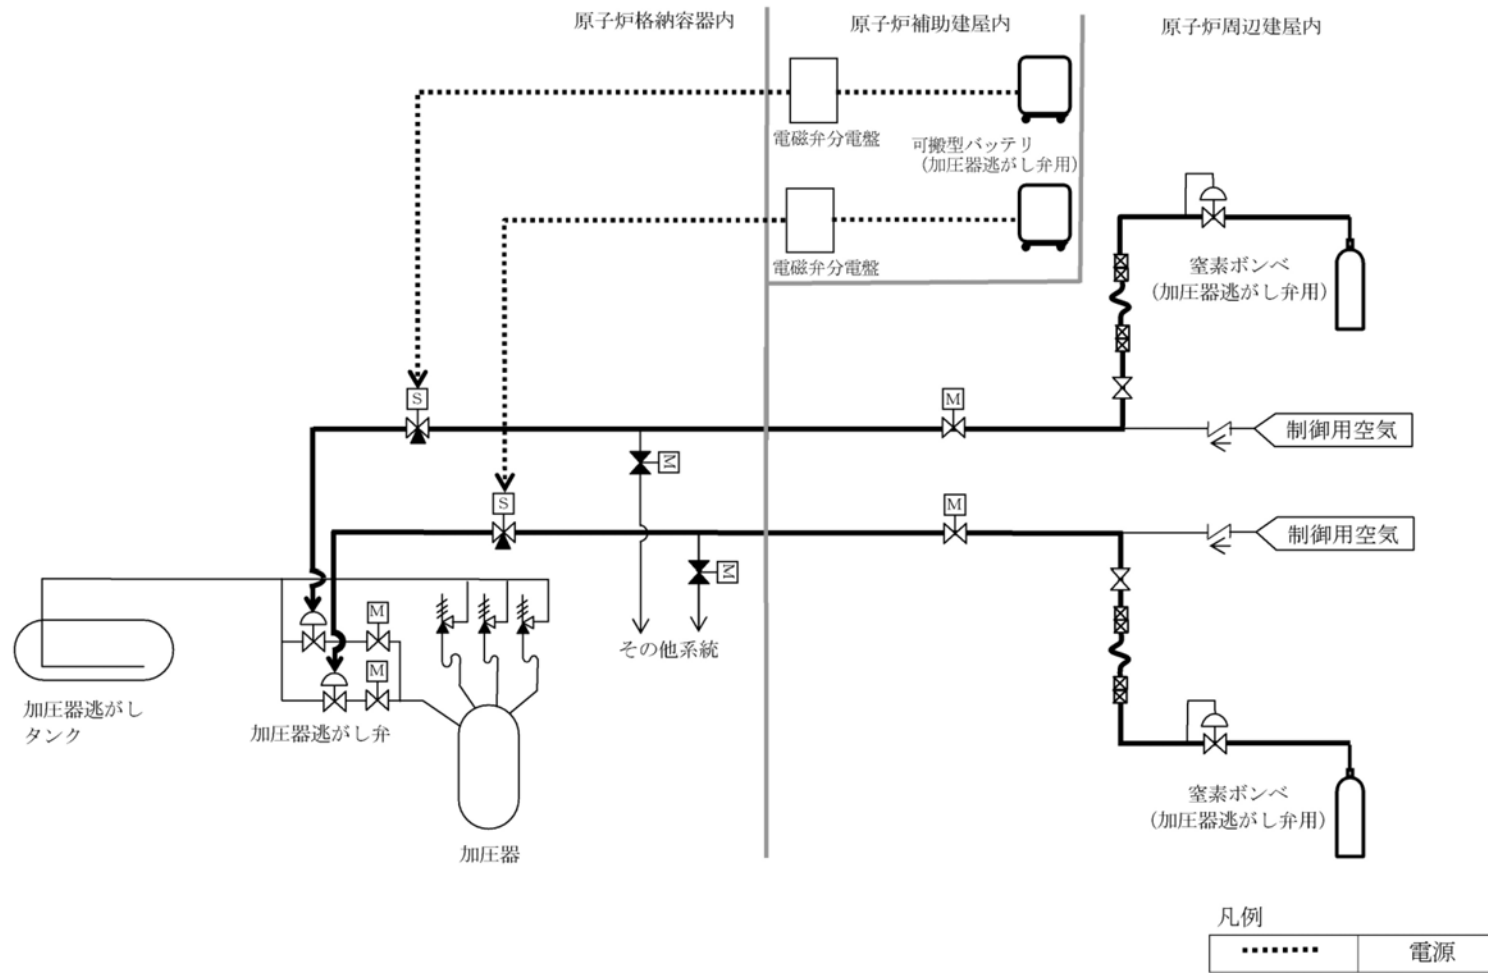 原子炉格納容器内
原子炉補助建屋内
原子炉周辺建屋内
電磁弁分電盤
可搬型バッテリ
(加圧器逃がし弁用)
電磁弁分電盤
窒素ボンベ
(加圧器逃がし弁用)
S
M
制御用空気
M
S
M
制御用空気
M
M
その他系統
M
加圧器逃がし
タンク
加圧器逃がし弁
窒素ボンベ
(加圧器逃がし弁用)
加圧器
凡例
電源